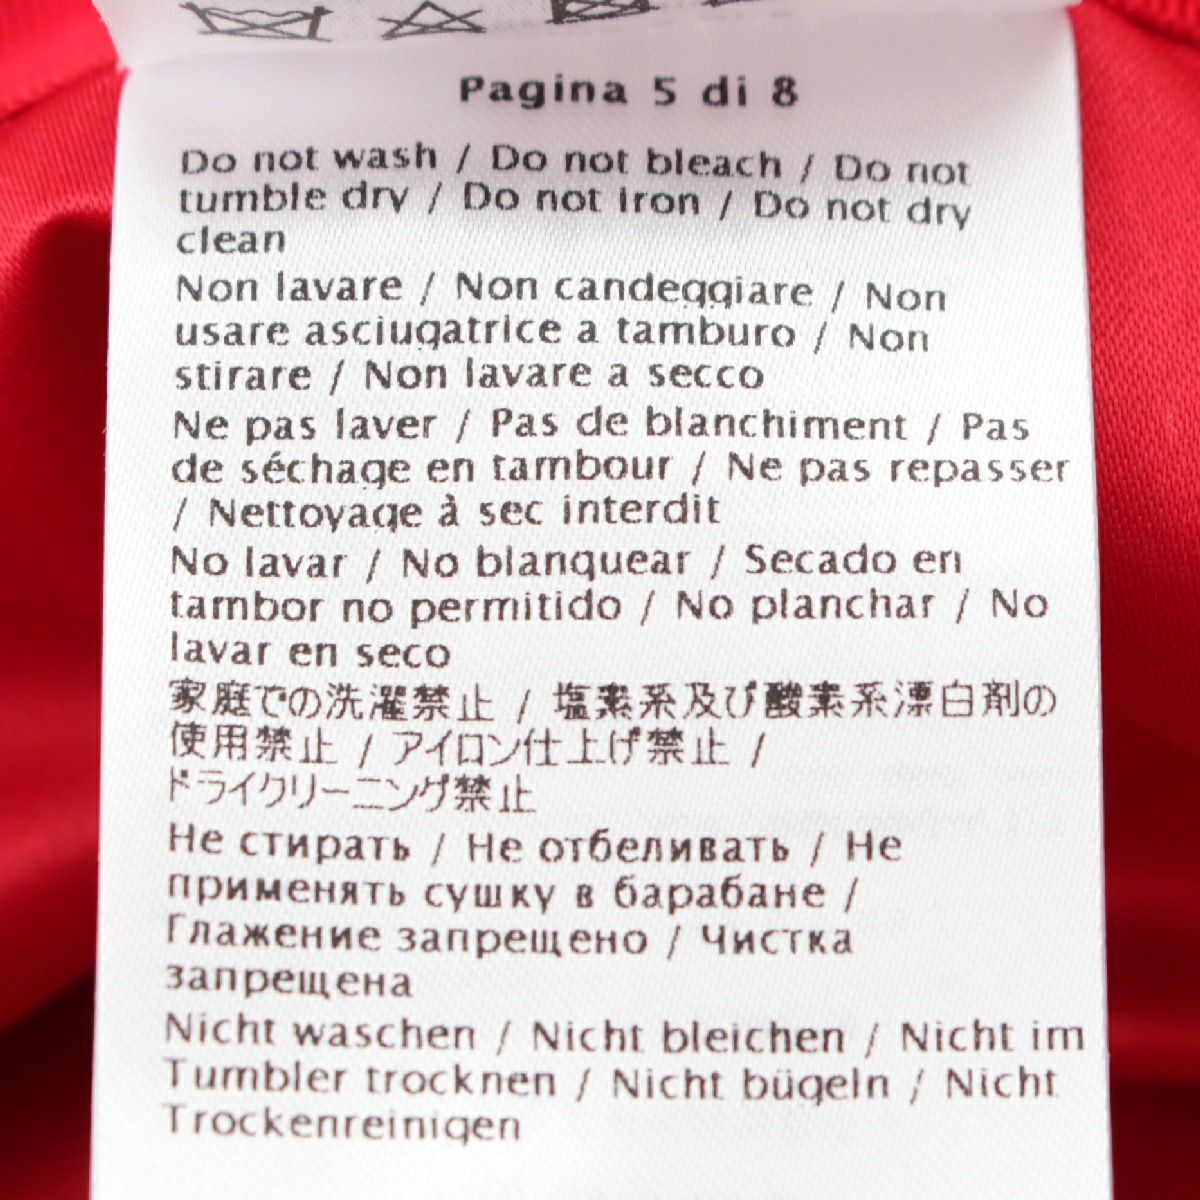 Pagina 5 di 8
Do not wash / Do not bleach / Do not
tumble dry / Do not iron / Do not dry
clean
Non lavare / Non candeggiare / Non
usare asciugatrice a tamburo / Non
stirare / Non lavare a secco
Ne pas laver / Pas de blanchiment / Pas
de séchage en tambour / Ne pas repasser
/ Nettoyage à sec interdit
No lavar / No blanquear / Secado en
tambor no permitido / No planchar / No
lavar en seco
家庭での洗濯禁止 / 塩素系及び酸素系漂白剤の
使用禁止 / アイロン仕上げ禁止 /
ドライクリーニング禁止
Не стирать / Не отбеливать / Не
применять сушку в барабане /
Глажение запрещено / Чистка
запрещена
Nicht waschen / Nicht bleichen / Nicht im
Tumbler trocknen / Nicht bügeln / Nicht
Trockenreinigen